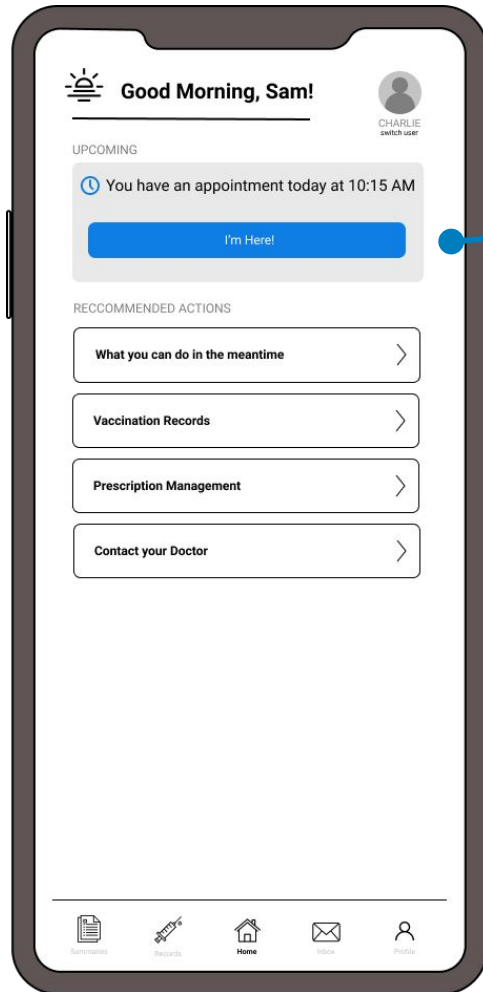 Good Morning, Sam!
CHARLIE
switch user
UPCOMING
You have an appointment today at 10:15 AM
I'm Here!
RECCOMMENDED ACTIONS
What you can do in the meantime
Vaccination Records
Prescription Management
Contact your Doctor
Summaries Records Home Inbox Profile